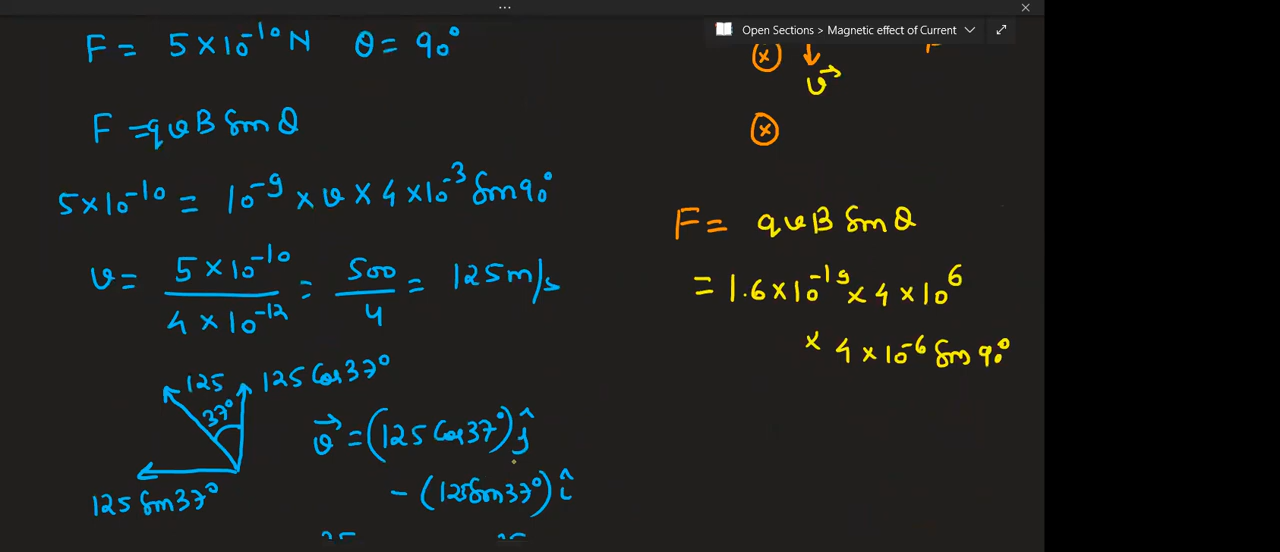 Open Sections > Magnetic effect of Current
F = 5 × 10⁻¹⁰ N θ = 90°
F = qvB Sin θ
5 × 10⁻¹⁰ = 10⁻⁹ × v × 4 × 10⁻³ Sin 90°
v = 5 × 10⁻¹⁰ / 4 × 10⁻¹² = 500 / 4 = 125 m/s
125 125 Cos 37°
37°
125 Sin 37°
v⃗ = (125 Cos 37°) ĵ
− (125 Sin 37°) î
×
v⃗
×
F = qvB Sin θ
= 1.6 × 10⁻¹⁹ × 4 × 10⁶
× 4 × 10⁻⁶ Sin 90°